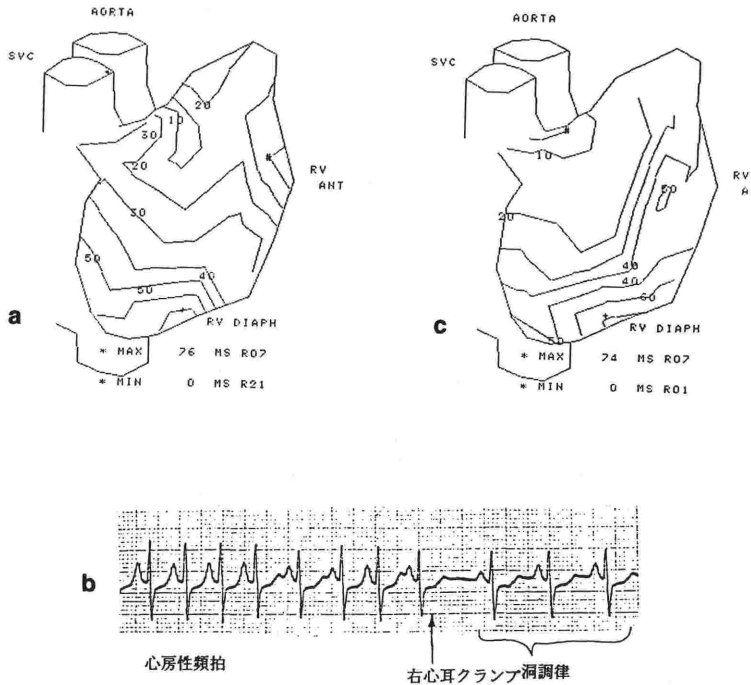 AORTA
SVC
20
10
30
20
RV
ANT
30
50
40
50
RV DIAPH
* MAX 76 MS R07
* MIN 0 MS R21
a
AORTA
SVC
10
RV
A
50
20
40
40
60
50
RV DIAPH
* MAX 74 MS R07
* MIN 0 MS R01
c
b
心房性頻拍
右心耳クランプ
洞調律